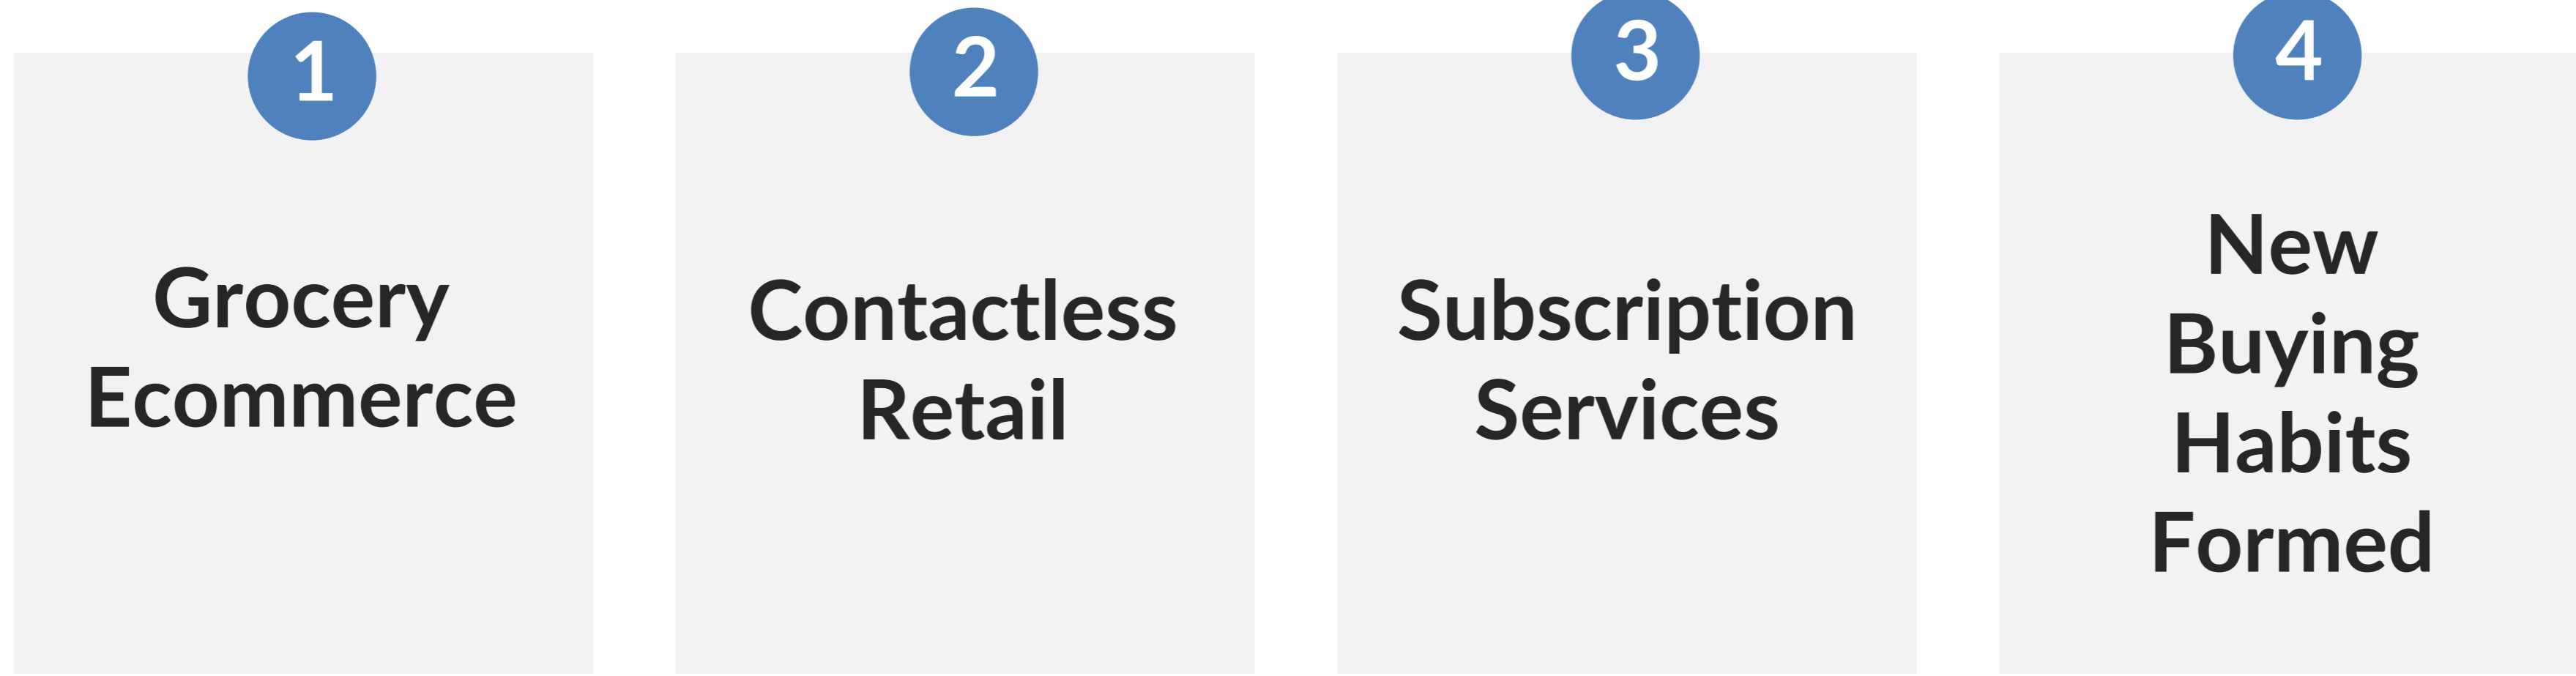 1
Grocery
Ecommerce
2
Contactless
Retail
3
Subscription
Services
4
New
Buying
Habits
Formed